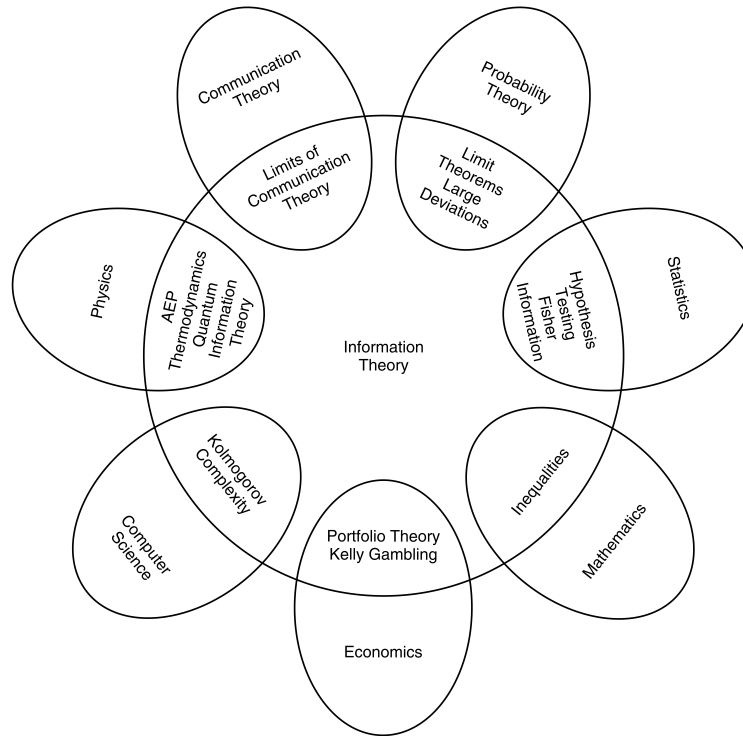 Communication
Theory
Probability
Theory
Limits of
Communication
Theory
Limit
Theorems
Large
Deviations
Physics
AEP
Thermodynamics
Quantum
Information
Theory
Hypothesis
Testing
Fisher
Information
Statistics
Information
Theory
Kolmogorov
Complexity
Inequalities
Computer
Science
Portfolio Theory
Kelly Gambling
Mathematics
Economics